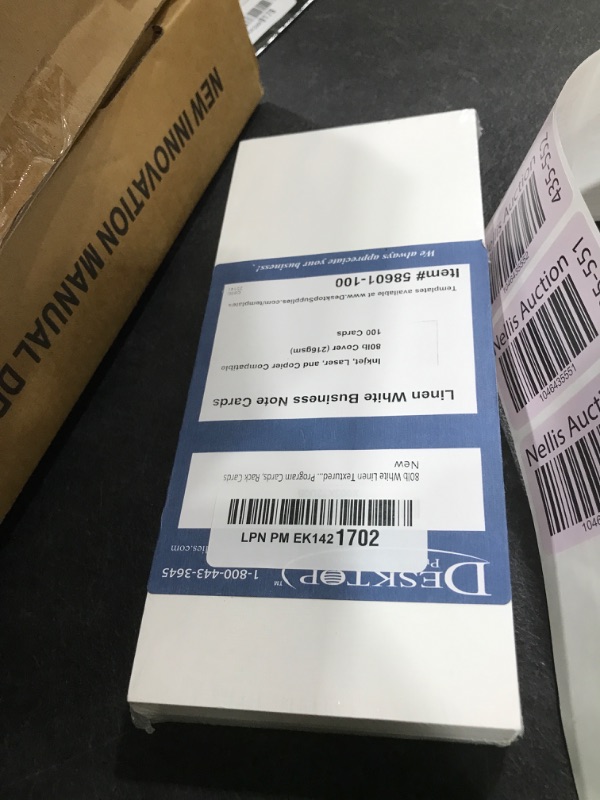 NEW INNOVATION MANUAL
DESKTOP™
1-800-443-3645
LPN PM EK1421702
80lb White Linen Textured...Program Cards, Rack Cards
New
Linen White Business Note Cards
Inkjet, Laser, and Copier Compatible
80lb Cover (216gsm)
100 Cards
Templates available at www.DesktopSupplies.com/templates
Item# 58601-100
We always appreciate your business!
Nellis Auction
1046435551
Nellis Auction